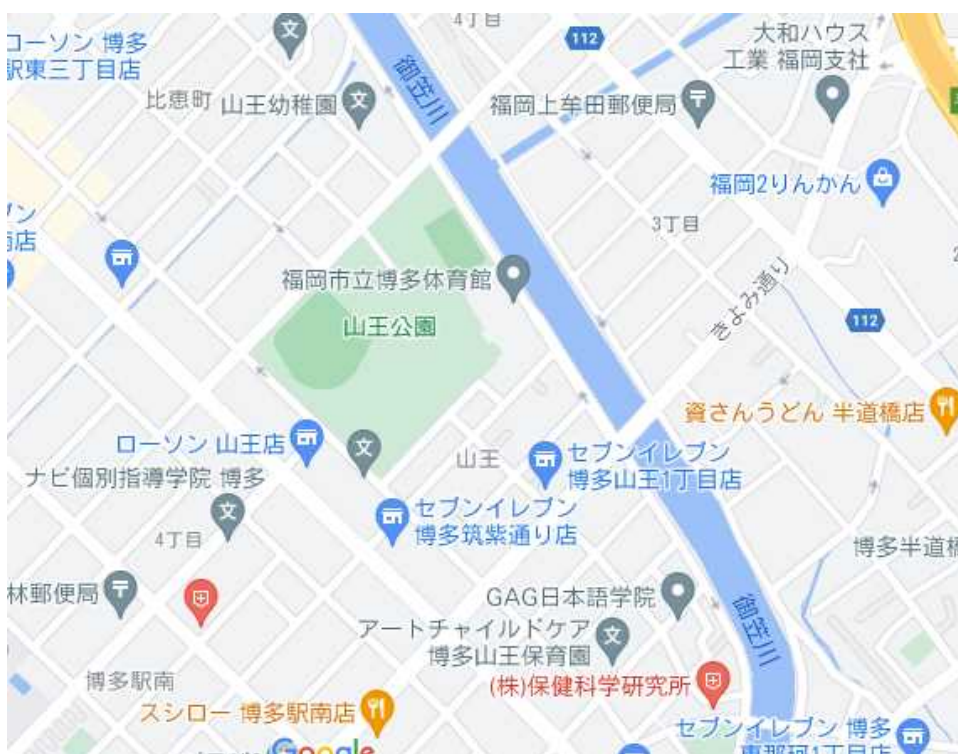 4丁目
ローソン 博多
駅東三丁目店
112
大和ハウス
工業 福岡支社
御笠川
比恵町
山王幼稚園
福岡上牟田郵便局
福岡2りんかん
3丁目
福岡市立博多体育館
山王公園
きよみ通り
112
資さんうどん 半道橋店
ローソン 山王店
山王
セブンイレブン
博多山王1丁目店
ナビ個別指導学院 博多
セブンイレブン
博多筑紫通り店
4丁目
博多半道橋
林郵便局
GAG日本語学院
御笠川
アートチャイルドケア
博多山王保育園
博多駅南
(株)保健科学研究所
スシロー 博多駅南店
セブンイレブン 博多
Google